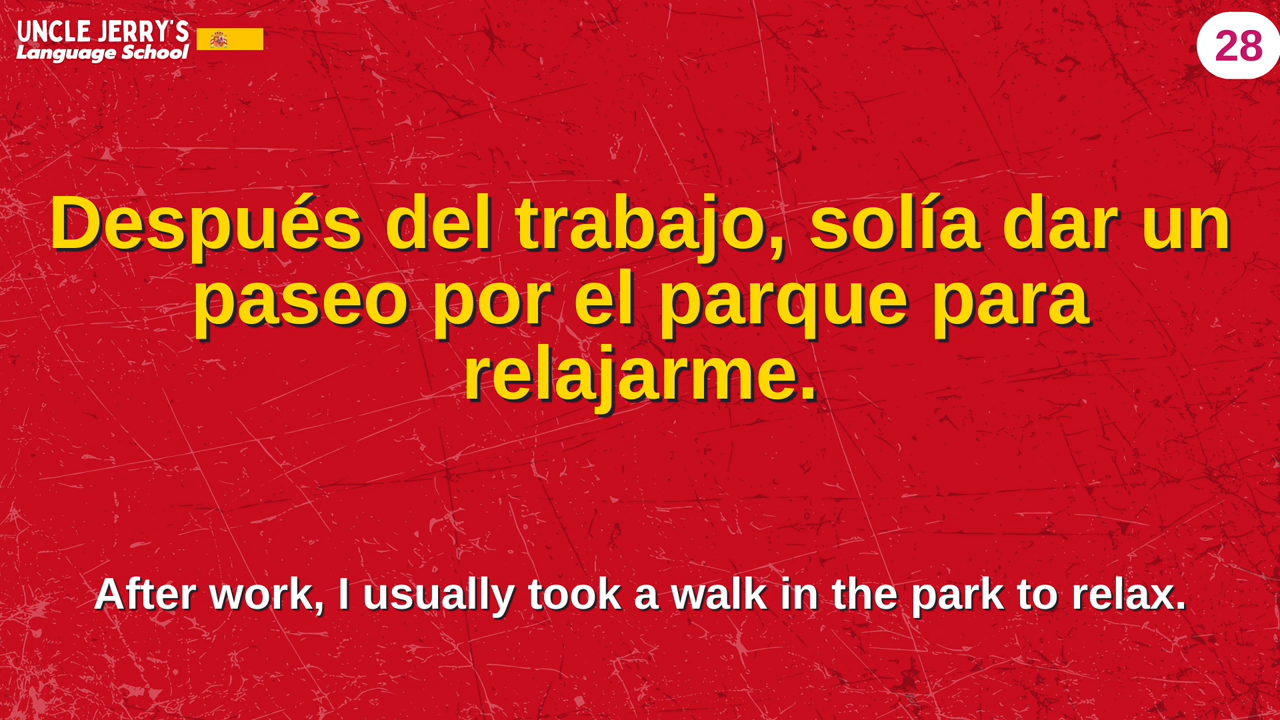 UNCLE JERRY'S
Language School
28
Después del trabajo, solía dar un
paseo por el parque para
relajarme.
After work, I usually took a walk in the park to relax.